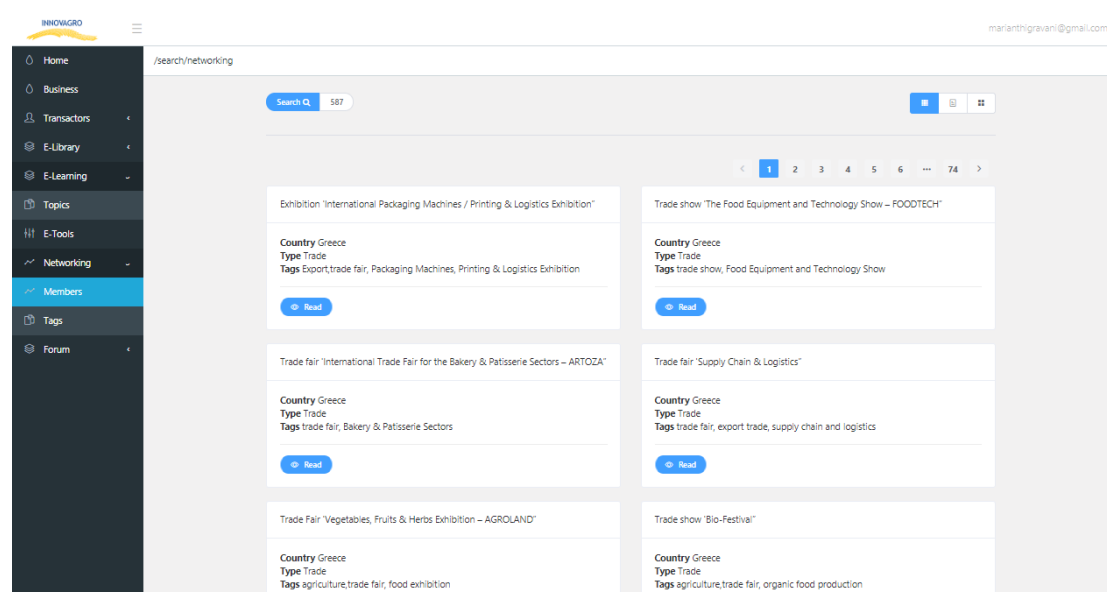 INNOVAGRO
marianthigravani@gmail.com
Home
Business
Transactors
E-Library
E-Learning
Topics
E-Tools
Networking
Members
Tags
Forum
/search/networking
Search 587
1 2 3 4 5 6 ••• 74
Exhibition 'International Packaging Machines / Printing & Logistics Exhibition"
Country Greece
Type Trade
Tags Export,trade fair, Packaging Machines, Printing & Logistics Exhibition
Read
Trade show 'The Food Equipment and Technology Show – FOODTECH"
Country Greece
Type Trade
Tags trade show, Food Equipment and Technology Show
Read
Trade fair 'International Trade Fair for the Bakery & Patisserie Sectors – ARTOZA"
Country Greece
Type Trade
Tags trade fair, Bakery & Patisserie Sectors
Read
Trade fair 'Supply Chain & Logistics"
Country Greece
Type Trade
Tags trade fair, export trade, supply chain and logistics
Read
Trade Fair 'Vegetables, Fruits & Herbs Exhibition – AGROLAND"
Country Greece
Type Trade
Tags agriculture,trade fair, food exhibition
Trade show 'Bio-Festival"
Country Greece
Type Trade
Tags agriculture,trade fair, organic food production